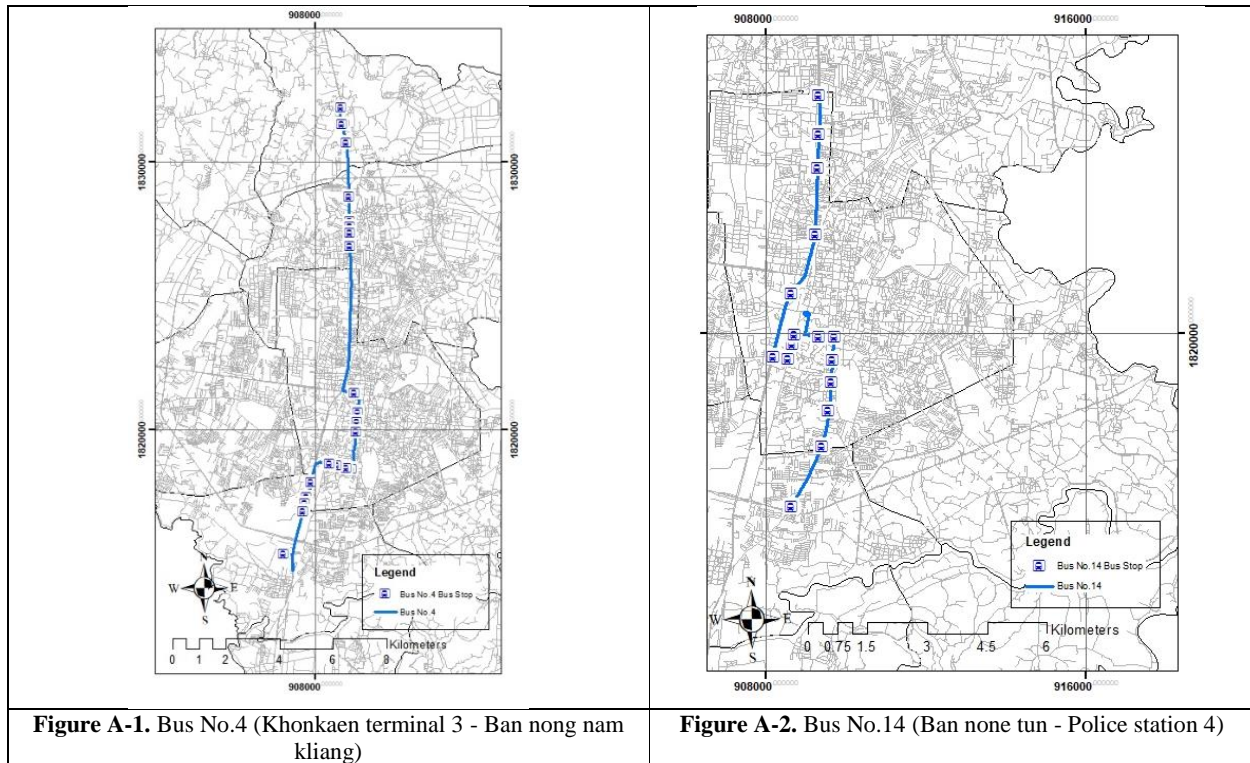 908000
1830000
1830000
1820000
1820000
N
W E
S
Legend
Bus No.4 Bus Stop
Bus No.4
Kilometers
0 1 2 4 6 8
908000
Figure A-1. Bus No.4 (Khonkaen terminal 3 - Ban nong nam
kliang)
908000 916000
1820000
N
W E
S
Legend
Bus No.14 Bus Stop
Bus No.14
Kilometers
0 0.75 1.5 3 4.5 6
908000 916000
Figure A-2. Bus No.14 (Ban none tun - Police station 4)